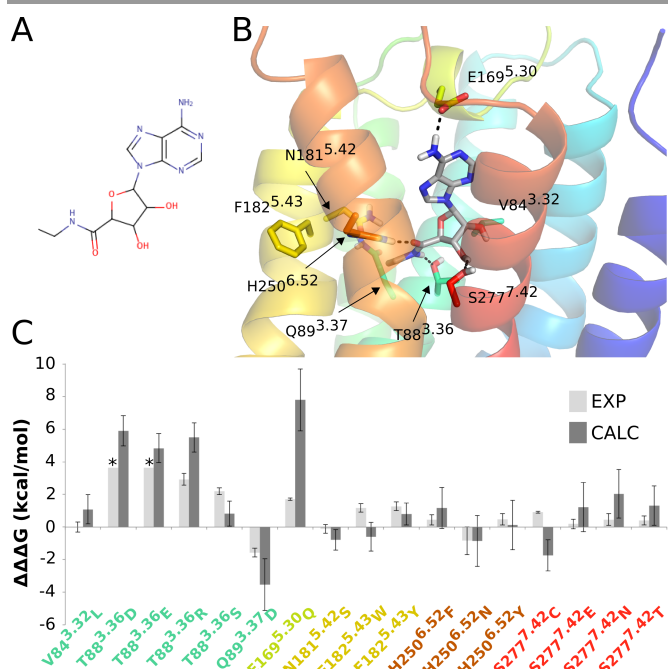 A
B
NH₂
N
N
N
N
O
H
N
O
OH
OH
E169^5.30
N181^5.42
F182^5.43
V84^3.32
H250^6.52
S277^7.42
Q89^3.37
T88^3.36
C
10
8
6
4
2
0
-2
-4
-6
ΔΔΔG (kcal/mol)
EXP
CALC
*
*
V84^3.32L
T88^3.36D
T88^3.36E
T88^3.36R
T88^3.36S
Q89^3.37D
E169^5.30Q
N181^5.42S
F182^5.43W
F182^5.43Y
H250^6.52F
H250^6.52N
H250^6.52Y
S277^7.42C
S277^7.42E
S277^7.42N
S277^7.42T